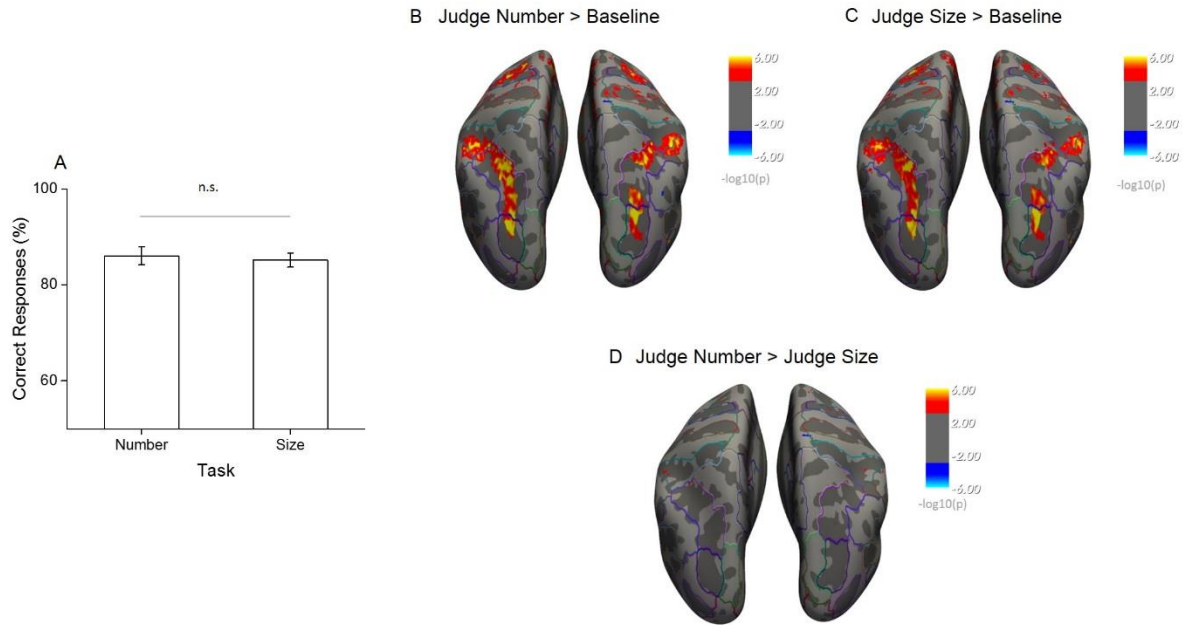 A
100
80
60
Correct Responses (%)
n.s.
Number
Size
Task
B Judge Number > Baseline
6.00
2.00
-2.00
-6.00
-log10(p)
C Judge Size > Baseline
6.00
2.00
-2.00
-6.00
-log10(p)
D Judge Number > Judge Size
6.00
2.00
-2.00
-6.00
-log10(p)